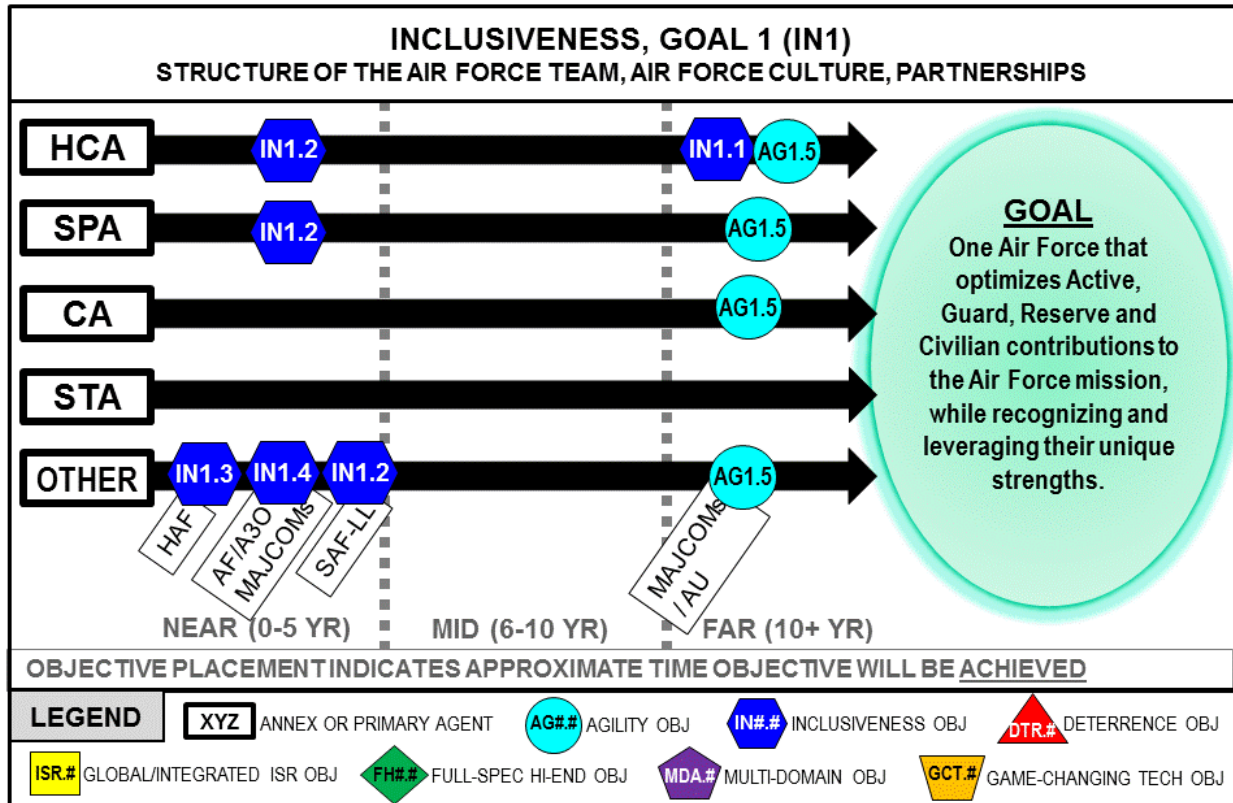 INCLUSIVENESS, GOAL 1 (IN1)
STRUCTURE OF THE AIR FORCE TEAM, AIR FORCE CULTURE, PARTNERSHIPS
HCA
IN1.2
IN1.1
AG1.5
SPA
IN1.2
AG1.5
CA
AG1.5
STA
OTHER
IN1.3
IN1.4
IN1.2
AG1.5
HAF
AF/A3O
MAJCOMs
SAF-LL
MAJCOMs
/ AU
GOAL
One Air Force that
optimizes Active,
Guard, Reserve and
Civilian contributions to
the Air Force mission,
while recognizing and
leveraging their unique
strengths.
NEAR (0-5 YR)
MID (6-10 YR)
FAR (10+ YR)
OBJECTIVE PLACEMENT INDICATES APPROXIMATE TIME OBJECTIVE WILL BE ACHIEVED
LEGEND
XYZ ANNEX OR PRIMARY AGENT
AG#.# AGILITY OBJ
IN#.# INCLUSIVENESS OBJ
DTR.# DETERRENCE OBJ
ISR.# GLOBAL/INTEGRATED ISR OBJ
FH#.# FULL-SPEC HI-END OBJ
MDA.# MULTI-DOMAIN OBJ
GCT.# GAME-CHANGING TECH OBJ